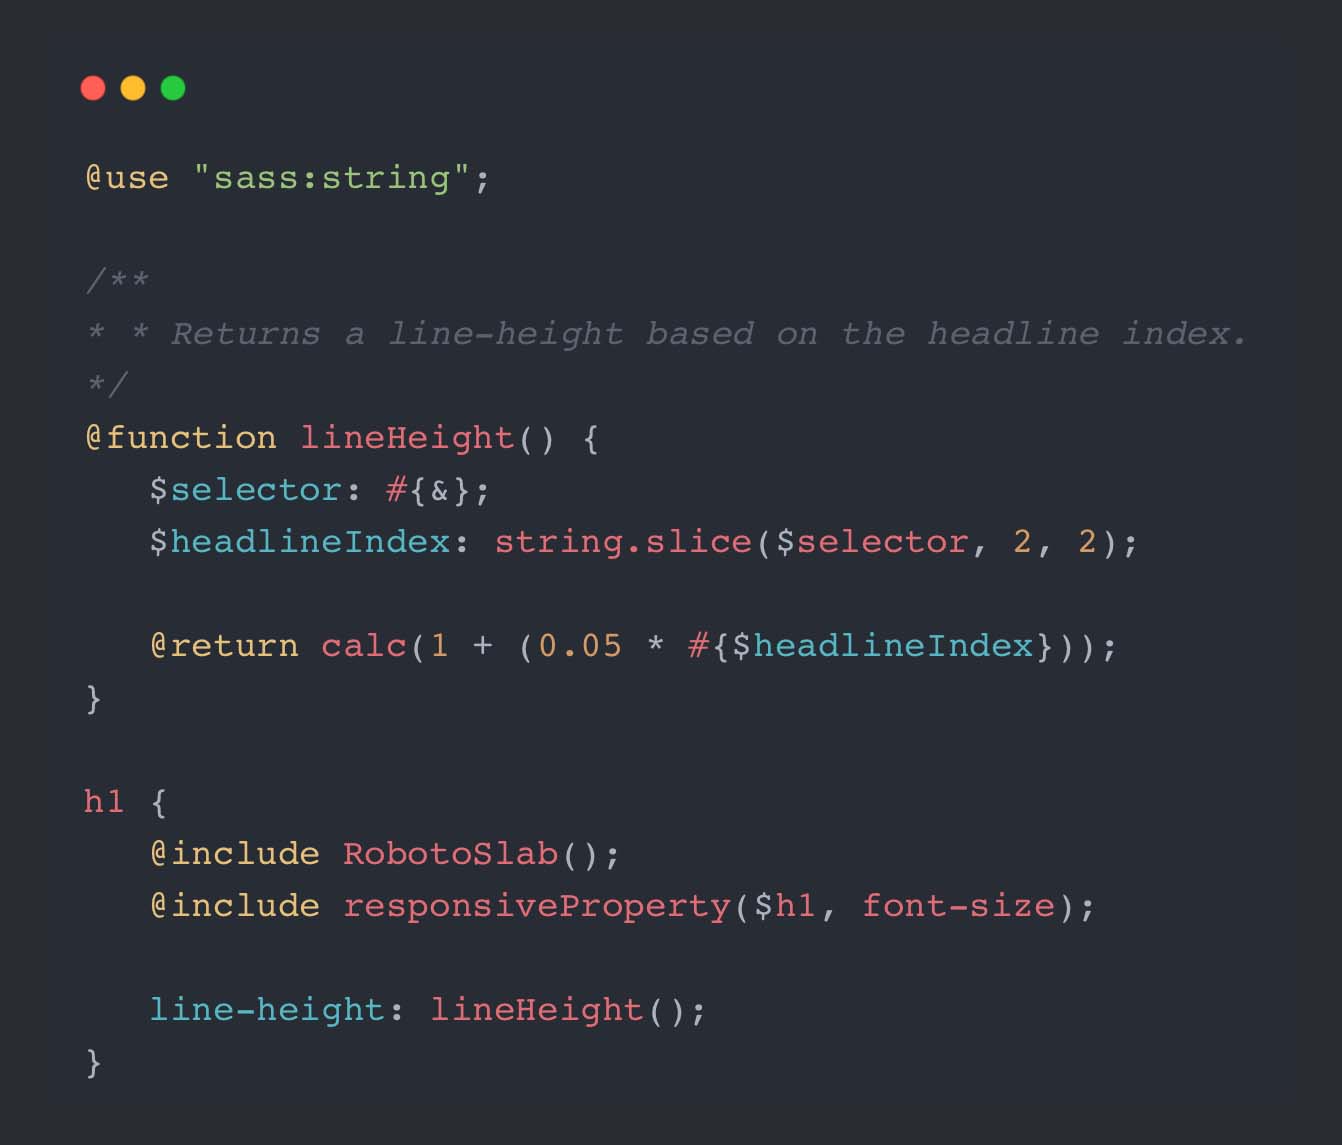 @use "sass:string";
/**
* * Returns a line-height based on the headline index.
*/
@function lineHeight() {
   $selector: #{&};
   $headlineIndex: string.slice($selector, 2, 2);
   @return calc(1 + (0.05 * #{$headlineIndex}));
}
h1 {
   @include RobotoSlab();
   @include responsiveProperty($h1, font-size);
   line-height: lineHeight();
}